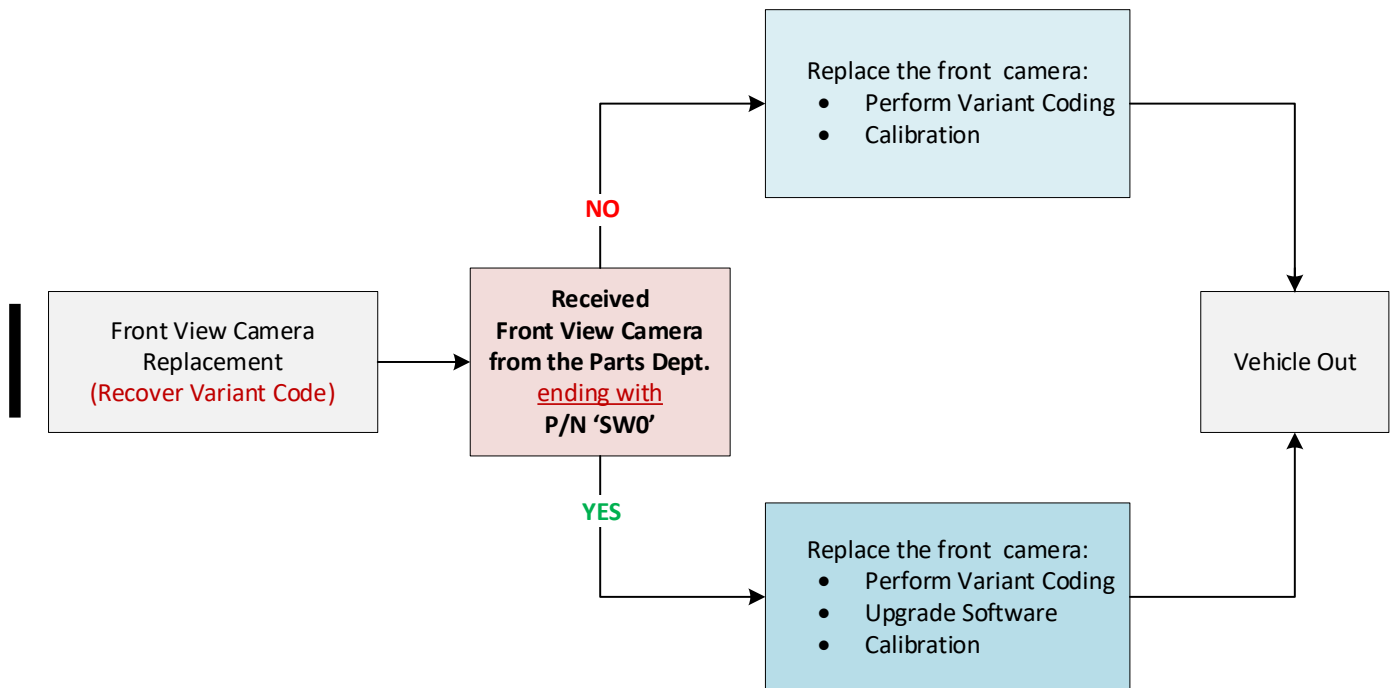 Front View Camera
Replacement
(Recover Variant Code)
Received
Front View Camera
from the Parts Dept.
ending with
P/N ‘SW0’
NO
Replace the front  camera:
• Perform Variant Coding
• Calibration
YES
Replace the front  camera:
• Perform Variant Coding
• Upgrade Software
• Calibration
Vehicle Out